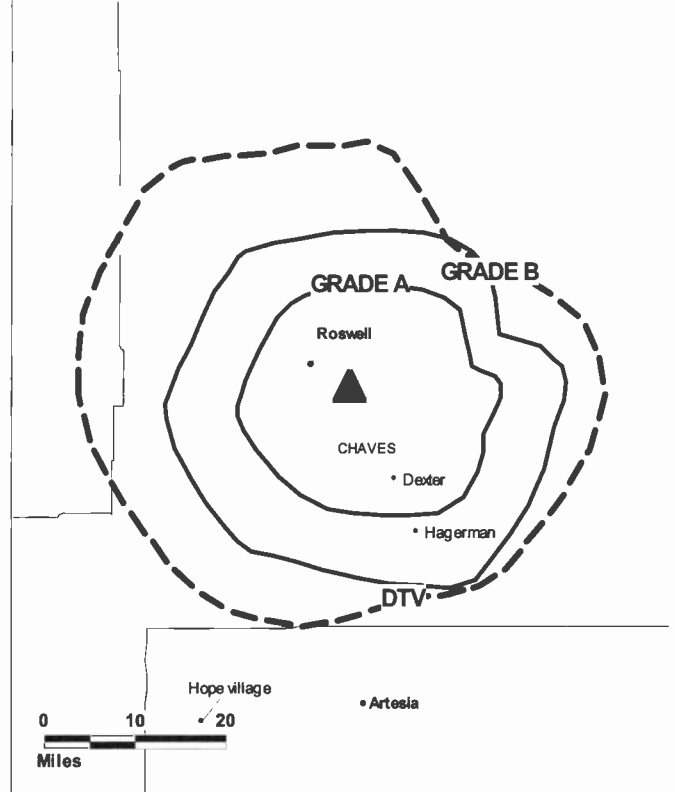 GRADE B
GRADE A
Roswell
CHAVES
Dexter
Hagerman
DTV
Hope village
Artesia
0 10 20
Miles